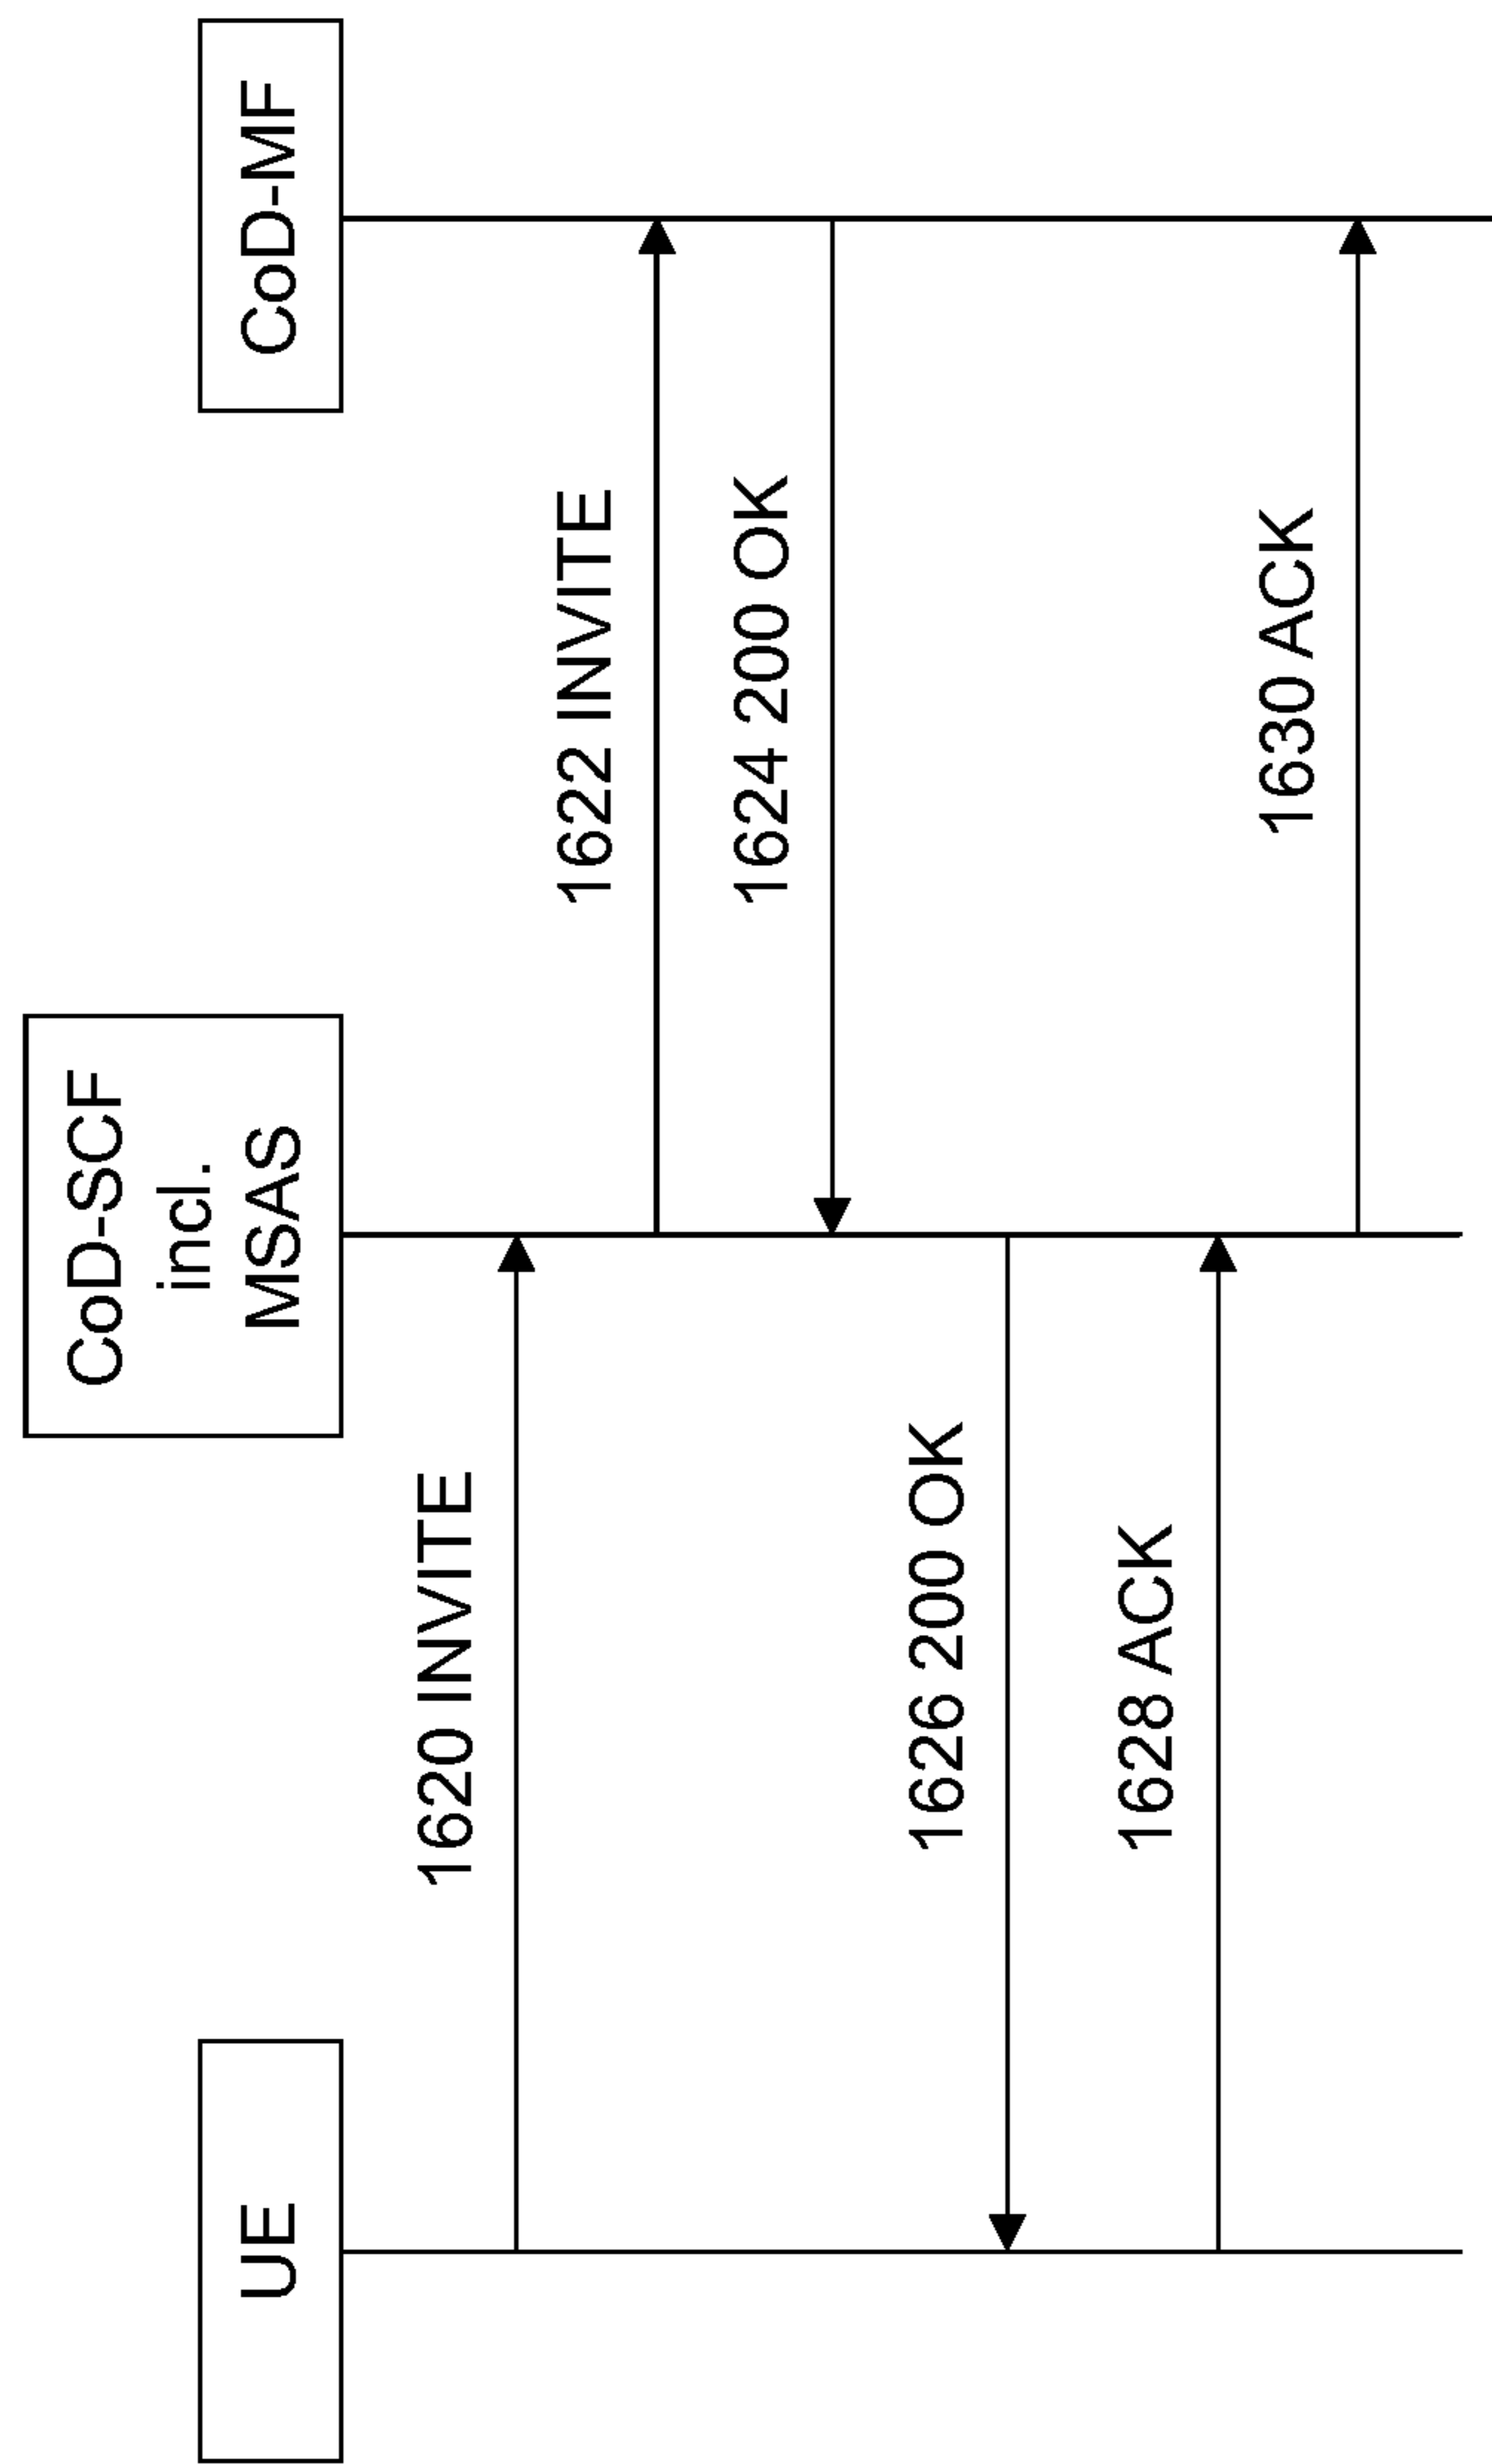 UE
CoD-SCF
incl.
MSAS
CoD-MF
1620 INVITE
1622 INVITE
1624 200 OK
1626 200 OK
1628 ACK
1630 ACK